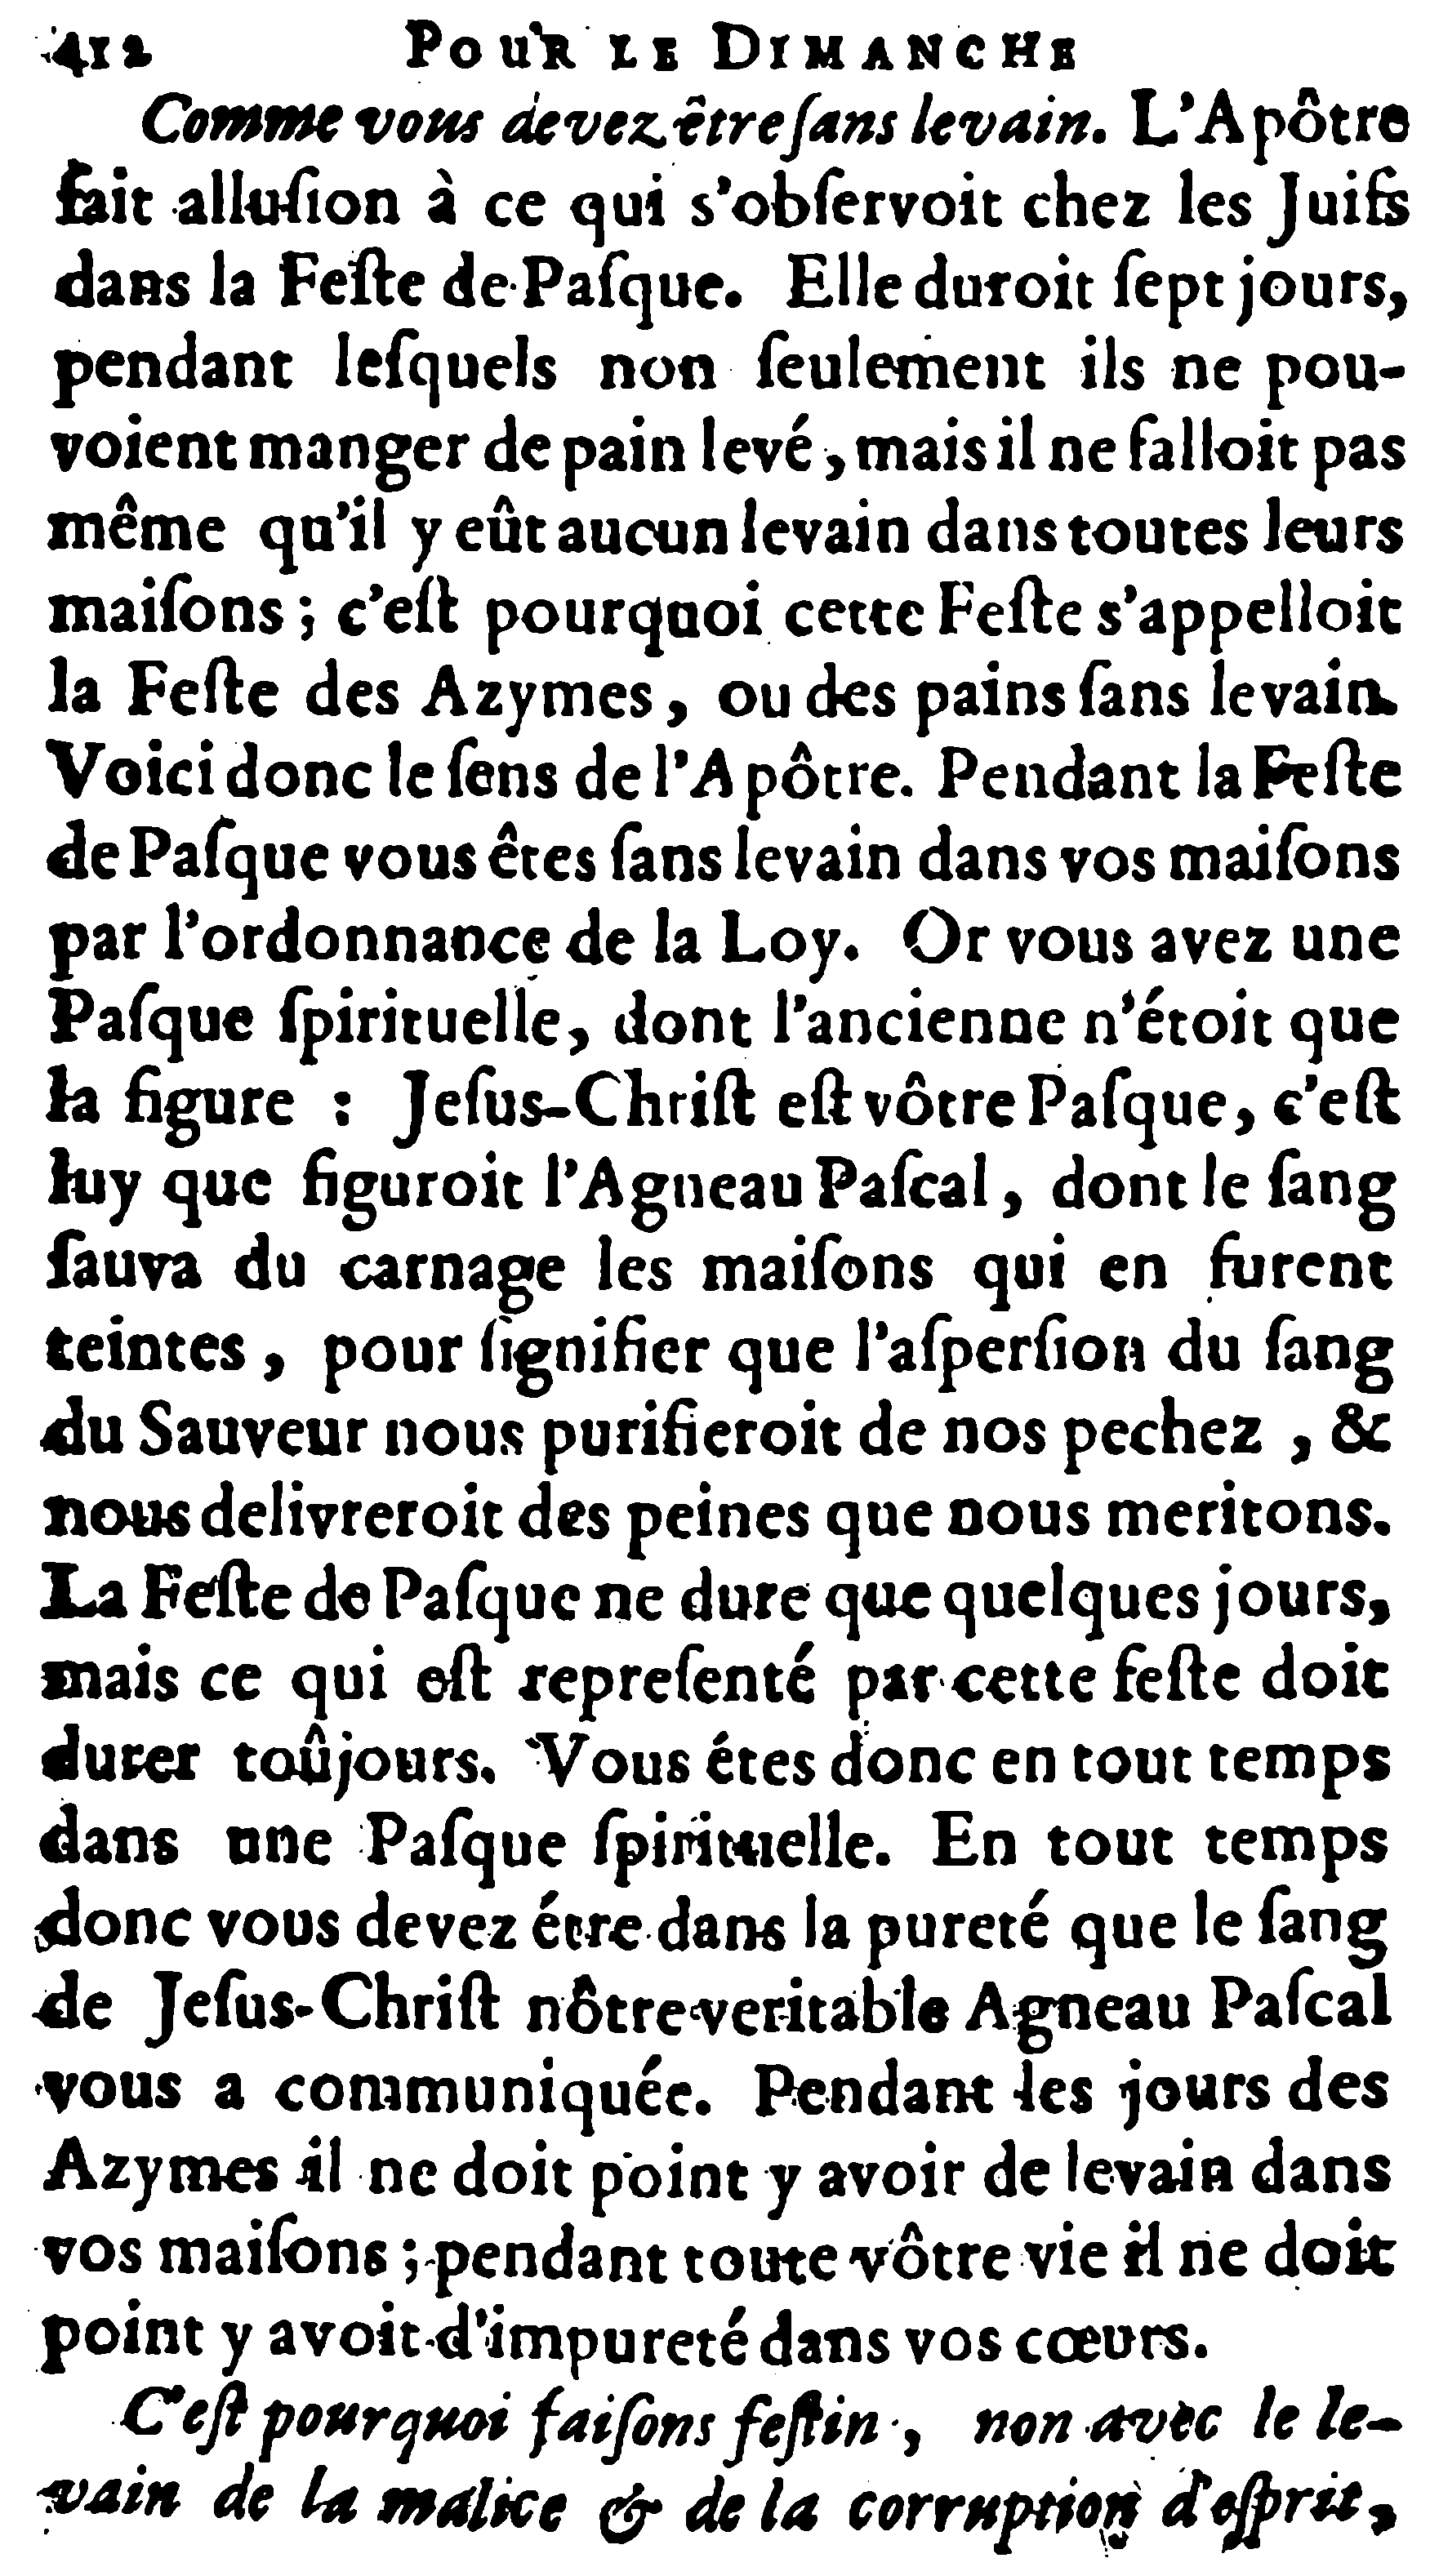 412 POUR LE DIMANCHE
Comme vous devez être ſans levain. L'Apôtre
fait alluſion à ce qui s'obſervoit chez les Juifs
dans la Feſte de Paſque. Elle duroit ſept jours,
pendant leſquels non ſeulement ils ne pou-
voient manger de pain levé, mais il ne falloit pas
même qu'il y eût aucun levain dans toutes leurs
maiſons; c'eſt pourquoi cette Feſte s'appelloit
la Feſte des Azymes, ou des pains ſans levain.
Voici donc le ſens de l'Apôtre. Pendant la Feſte
de Paſque vous êtes ſans levain dans vos maiſons
par l'ordonnance de la Loy. Or vous avez une
Paſque ſpirituelle, dont l'ancienne n'étoit que
la figure : Jeſus-Chriſt eſt vôtre Paſque, c'eſt
luy que figuroit l'Agneau Paſcal, dont le ſang
ſauva du carnage les maiſons qui en furent
teintes, pour ſignifier que l'aſperſion du ſang
du Sauveur nous purifieroit de nos pechez, &
nous delivreroit des peines que nous meritons.
La Feſte de Paſque ne dure que quelques jours,
mais ce qui eſt repreſenté par cette feſte doit
durer toûjours. Vous étes donc en tout temps
dans une Paſque ſpirituelle. En tout temps
donc vous devez étre dans la pureté que le ſang
de Jeſus-Chriſt nôtre veritable Agneau Paſcal
vous a communiquée. Pendant les jours des
Azymes il ne doit point y avoir de levain dans
vos maiſons; pendant toute vôtre vie il ne doit
point y avoit d'impureté dans vos cœurs.
C'eſt pourquoi faiſons feſtin, non avec le le-
vain de la malice & de la corruption d'eſprit,